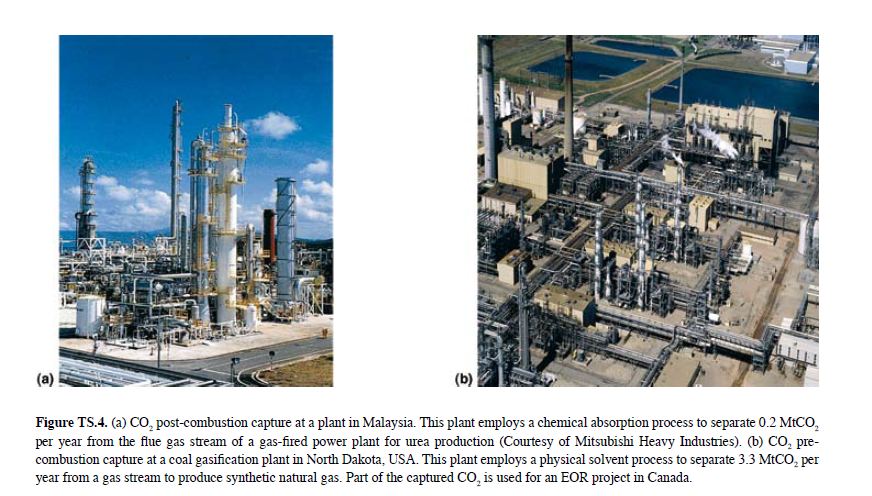 (a)
(b)
Figure TS.4. (a) CO₂ post-combustion capture at a plant in Malaysia. This plant employs a chemical absorption process to separate 0.2 MtCO₂
per year from the flue gas stream of a gas-fired power plant for urea production (Courtesy of Mitsubishi Heavy Industries). (b) CO₂ pre-
combustion capture at a coal gasification plant in North Dakota, USA. This plant employs a physical solvent process to separate 3.3 MtCO₂ per
year from a gas stream to produce synthetic natural gas. Part of the captured CO₂ is used for an EOR project in Canada.